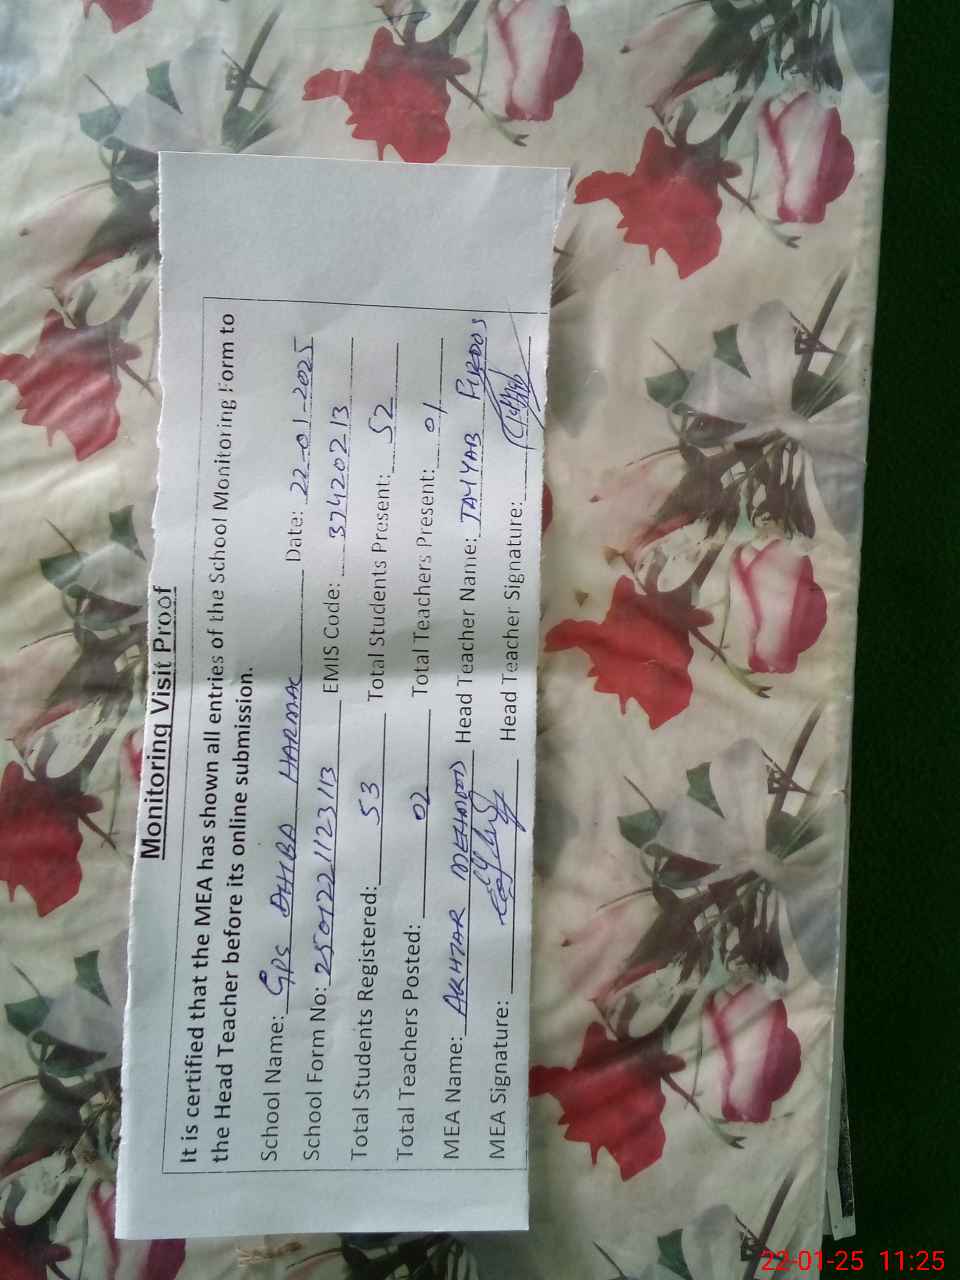 Monitoring Visit Proof
It is certified that the MEA has shown all entries of the School Monitoring Form to
the Head Teacher before its online submission.
School Name: GPS DHIBA HARMAC Date: 22-01-2025
School Form No: 2501221123113 EMIS Code: 37420213
Total Students Registered: 53 Total Students Present: 52
Total Teachers Posted: 02 Total Teachers Present: 01
MEA Name: AKHTAR MEHMOOD Head Teacher Name: TAYYAB FIRDOS
MEA Signature: Head Teacher Signature:
22-01-25 11:25